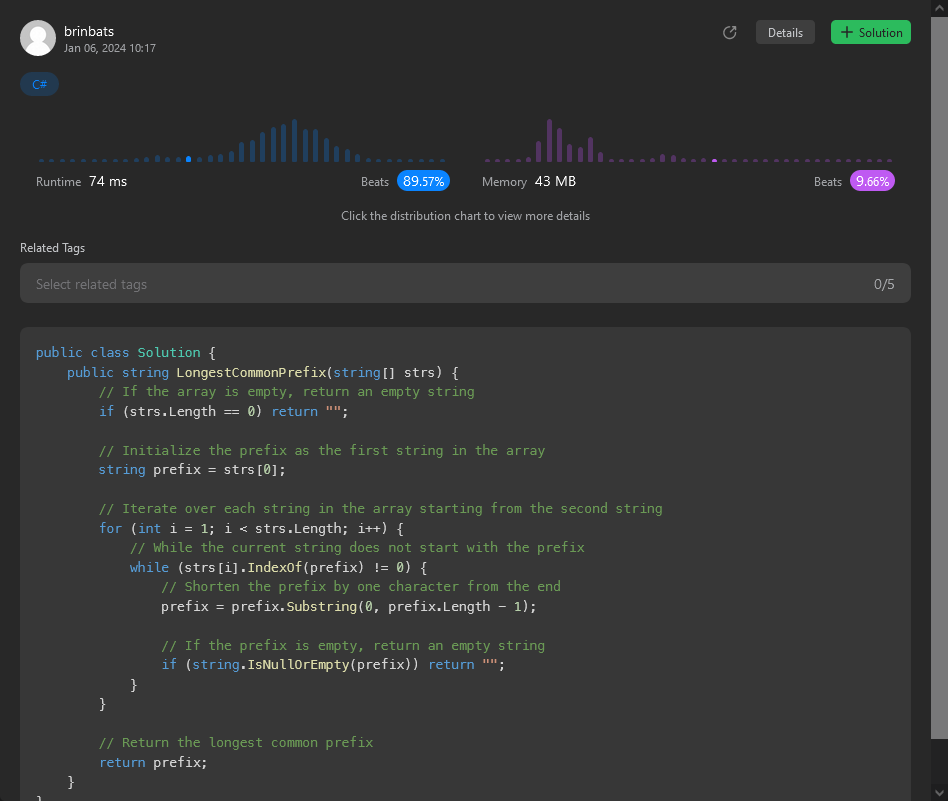 brinbats
Jan 06, 2024 10:17
Details
+ Solution
C#
Runtime 74 ms Beats 89.57%
Memory 43 MB Beats 9.66%
Click the distribution chart to view more details
Related Tags
Select related tags 0/5
public class Solution {
    public string LongestCommonPrefix(string[] strs) {
        // If the array is empty, return an empty string
        if (strs.Length == 0) return "";

        // Initialize the prefix as the first string in the array
        string prefix = strs[0];

        // Iterate over each string in the array starting from the second string
        for (int i = 1; i < strs.Length; i++) {
            // While the current string does not start with the prefix
            while (strs[i].IndexOf(prefix) != 0) {
                // Shorten the prefix by one character from the end
                prefix = prefix.Substring(0, prefix.Length - 1);

                // If the prefix is empty, return an empty string
                if (string.IsNullOrEmpty(prefix)) return "";
            }
        }

        // Return the longest common prefix
        return prefix;
    }
}